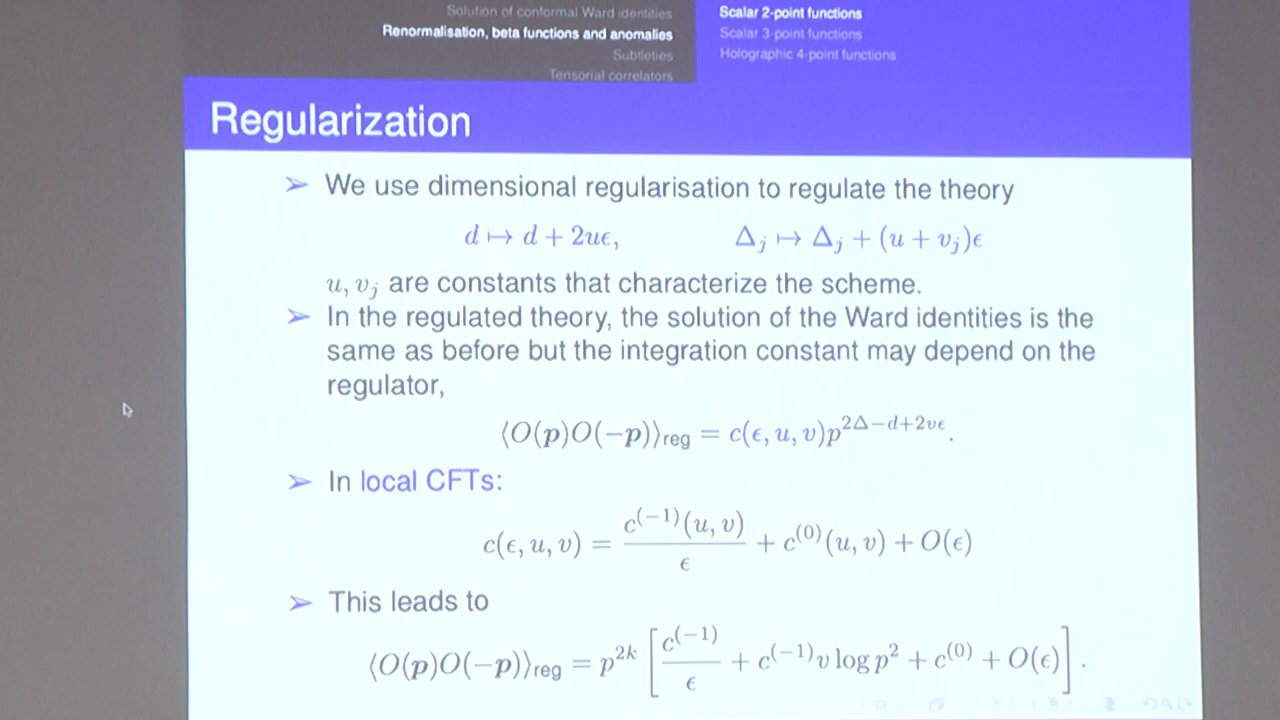 Solution of conformal Ward identities
Renormalisation, beta functions and anomalies
Subtleties
Tensorial correlators
Scalar 2-point functions
Scalar 3-point functions
Holographic 4-point functions
Regularization
➢ We use dimensional regularisation to regulate the theory
d ↦ d + 2uϵ, Δ_j ↦ Δ_j + (u + v_j)ϵ
u, v_j are constants that characterize the scheme.
➢ In the regulated theory, the solution of the Ward identities is the
same as before but the integration constant may depend on the
regulator,
⟨O(p)O(−p)⟩_reg = c(ϵ, u, v)p^{2Δ−d+2vϵ}.
➢ In local CFTs:
c(ϵ, u, v) = c^{(−1)}(u, v)/ϵ + c^{(0)}(u, v) + O(ϵ)
➢ This leads to
⟨O(p)O(−p)⟩_reg = p^{2k} [c^{(−1)}/ϵ + c^{(−1)}v log p² + c^{(0)} + O(ϵ)].